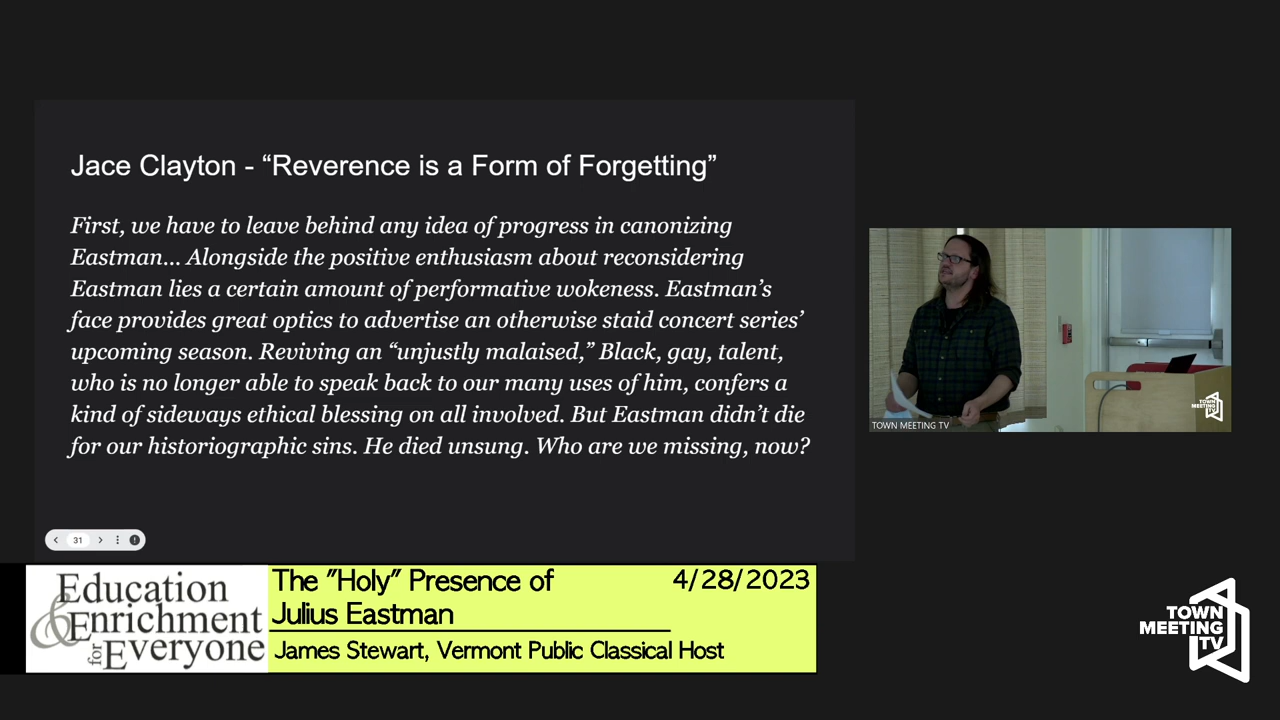 Jace Clayton - “Reverence is a Form of Forgetting”
First, we have to leave behind any idea of progress in canonizing
Eastman... Alongside the positive enthusiasm about reconsidering
Eastman lies a certain amount of performative wokeness. Eastman’s
face provides great optics to advertise an otherwise staid concert series’
upcoming season. Reviving an “unjustly malaised,” Black, gay, talent,
who is no longer able to speak back to our many uses of him, confers a
kind of sideways ethical blessing on all involved. But Eastman didn’t die
for our historiographic sins. He died unsung. Who are we missing, now?
31
TOWN MEETING TV
TOWN
MEETING
TV
Education
& Enrichment
for Everyone
The "Holy" Presence of
Julius Eastman
4/28/2023
James Stewart, Vermont Public Classical Host
TOWN
MEETING
TV